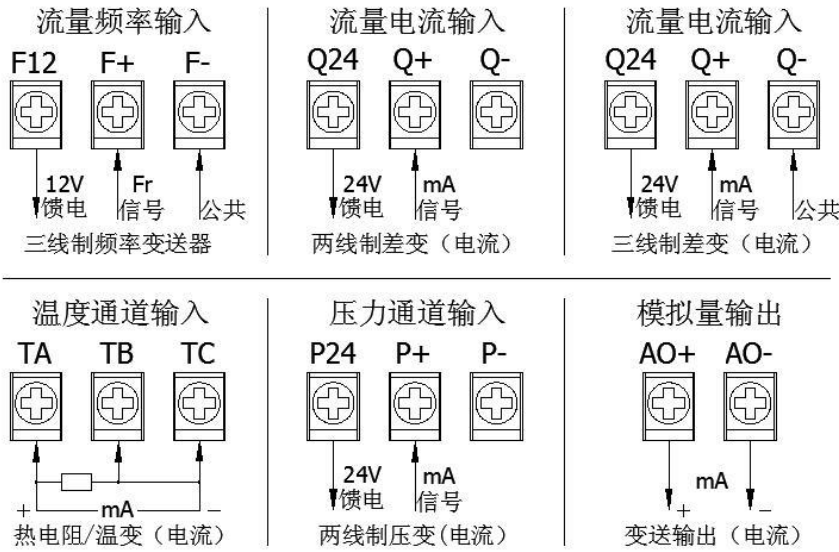 流量频率输入
F12 F+ F-
12V Fr
馈电 信号 公共
三线制频率变送器
流量电流输入
Q24 Q+ Q-
24V mA
馈电 信号
两线制差变（电流）
流量电流输入
Q24 Q+ Q-
24V mA
馈电 信号 公共
三线制差变（电流）
温度通道输入
TA TB TC
+ mA −
热电阻/温变（电流）
压力通道输入
P24 P+ P-
24V mA
馈电 信号
两线制压变(电流)
模拟量输出
AO+ AO-
mA
+ −
变送输出（电流）